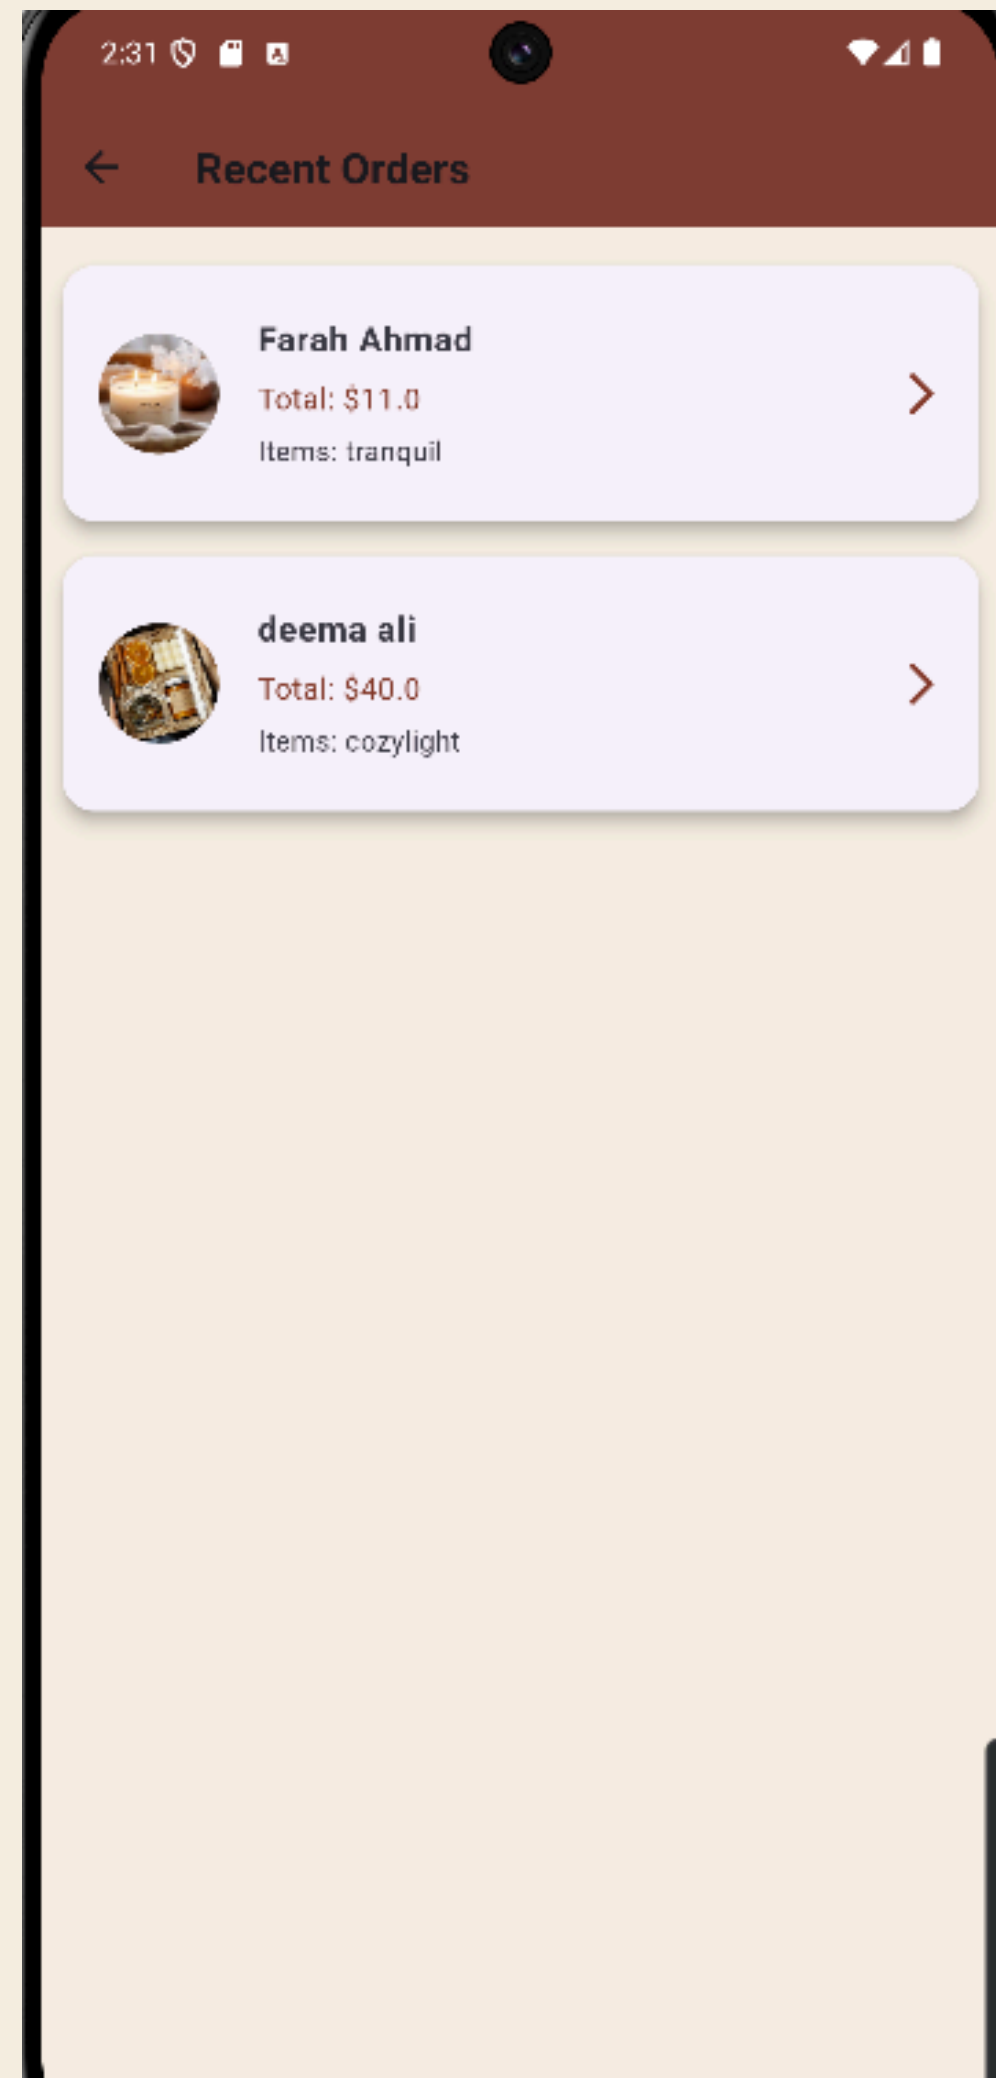 2:31
Recent Orders
Farah Ahmad
Total: $11.0
Items: tranquil
deema ali
Total: $40.0
Items: cozylight